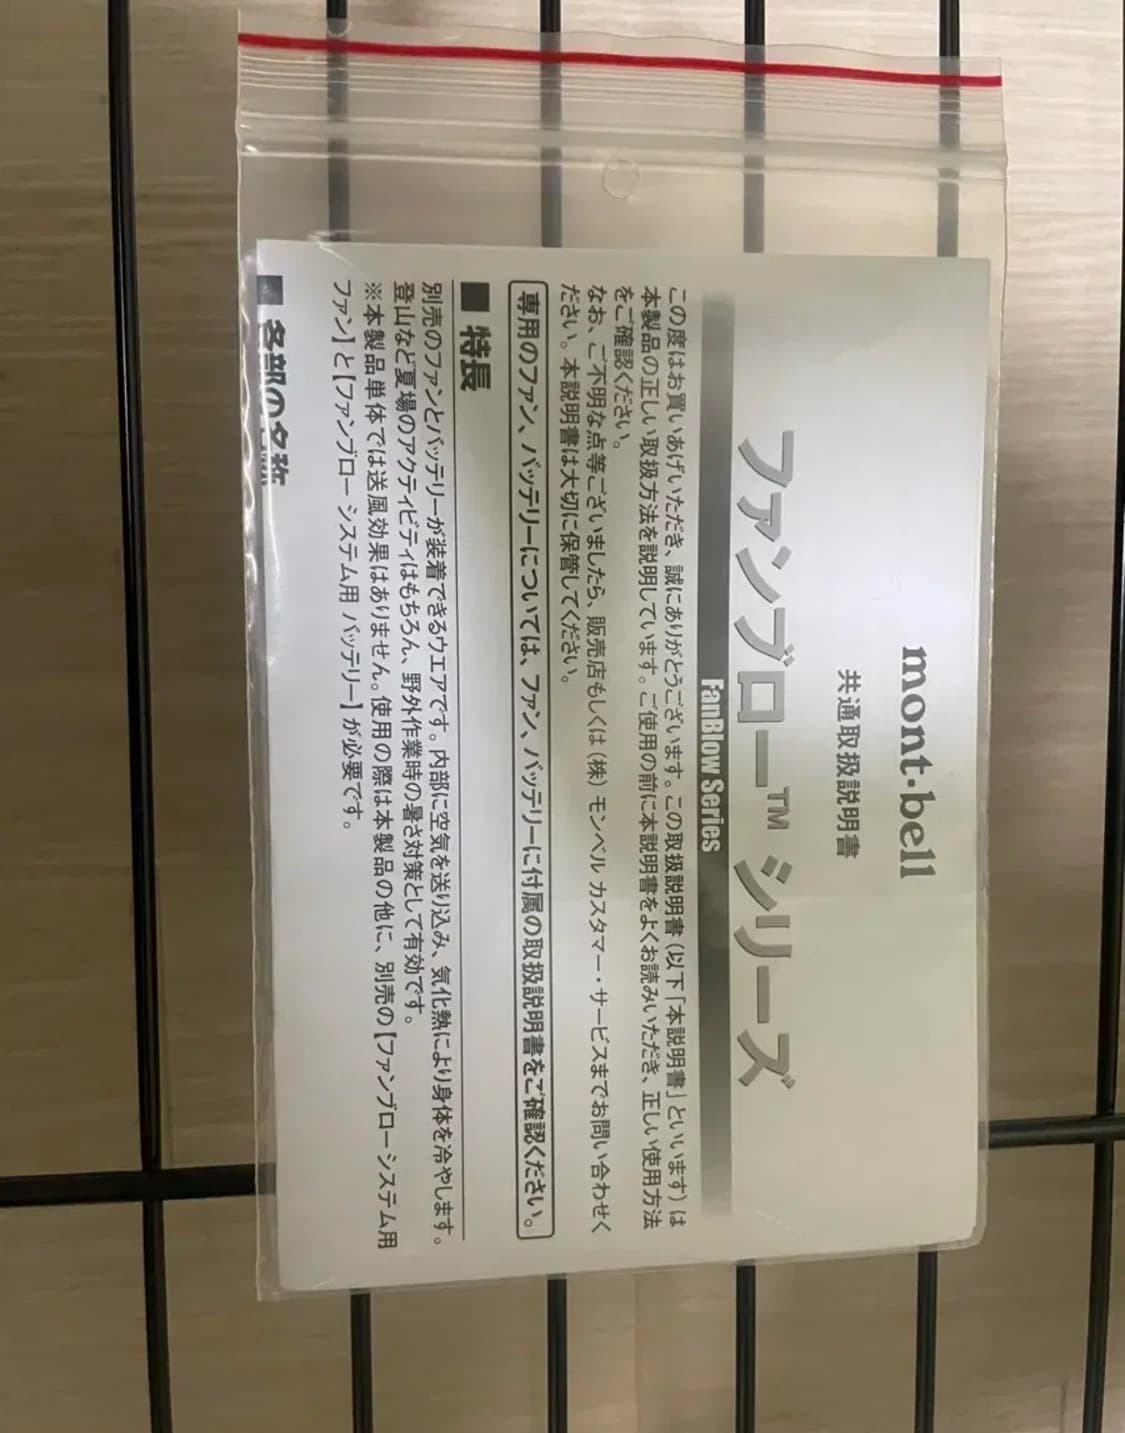 mont-bell
共通取扱説明書
ファンブロー™ シリーズ
FanBlow Series
この度はお買いあげいただき、誠にありがとうございます。この取扱説明書（以下「本説明書」といいます）は
本製品の正しい取扱方法を説明しています。ご使用の前に本説明書をよくお読みいただき、正しい使用方法
をご確認ください。
なお、ご不明な点等ございましたら、販売店もしくは（株）モンベル カスタマー・サービスまでお問い合わせく
ださい。本説明書は大切に保管してください。
専用のファン、バッテリーについては、ファン、バッテリーに付属の取扱説明書をご確認ください。
■ 特長
別売のファンとバッテリーが装着できるウエアです。内部に空気を送り込み、気化熱により身体を冷やします。
登山など夏場のアクティビティはもちろん、野外作業時の暑さ対策として有効です。
※本製品単体では送風効果はありません。使用の際は本製品の他に、別売の【ファンブロー システム用
ファン】と【ファンブロー システム用 バッテリー】が必要です。
■ 各部の名称